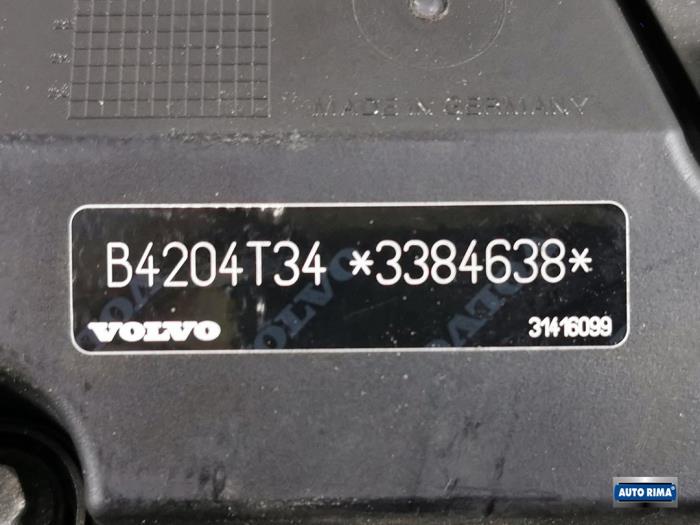 MADE IN GERMANY
B4204T34 *3384638*
VOLVO
31416099
AUTO RIMA